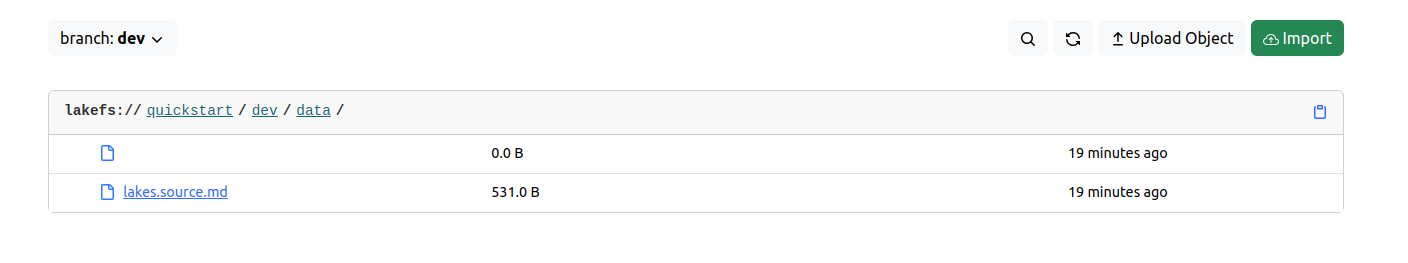 branch: dev
Upload Object
Import
lakefs:// quickstart / dev / data /
0.0 B 19 minutes ago
lakes.source.md 531.0 B 19 minutes ago